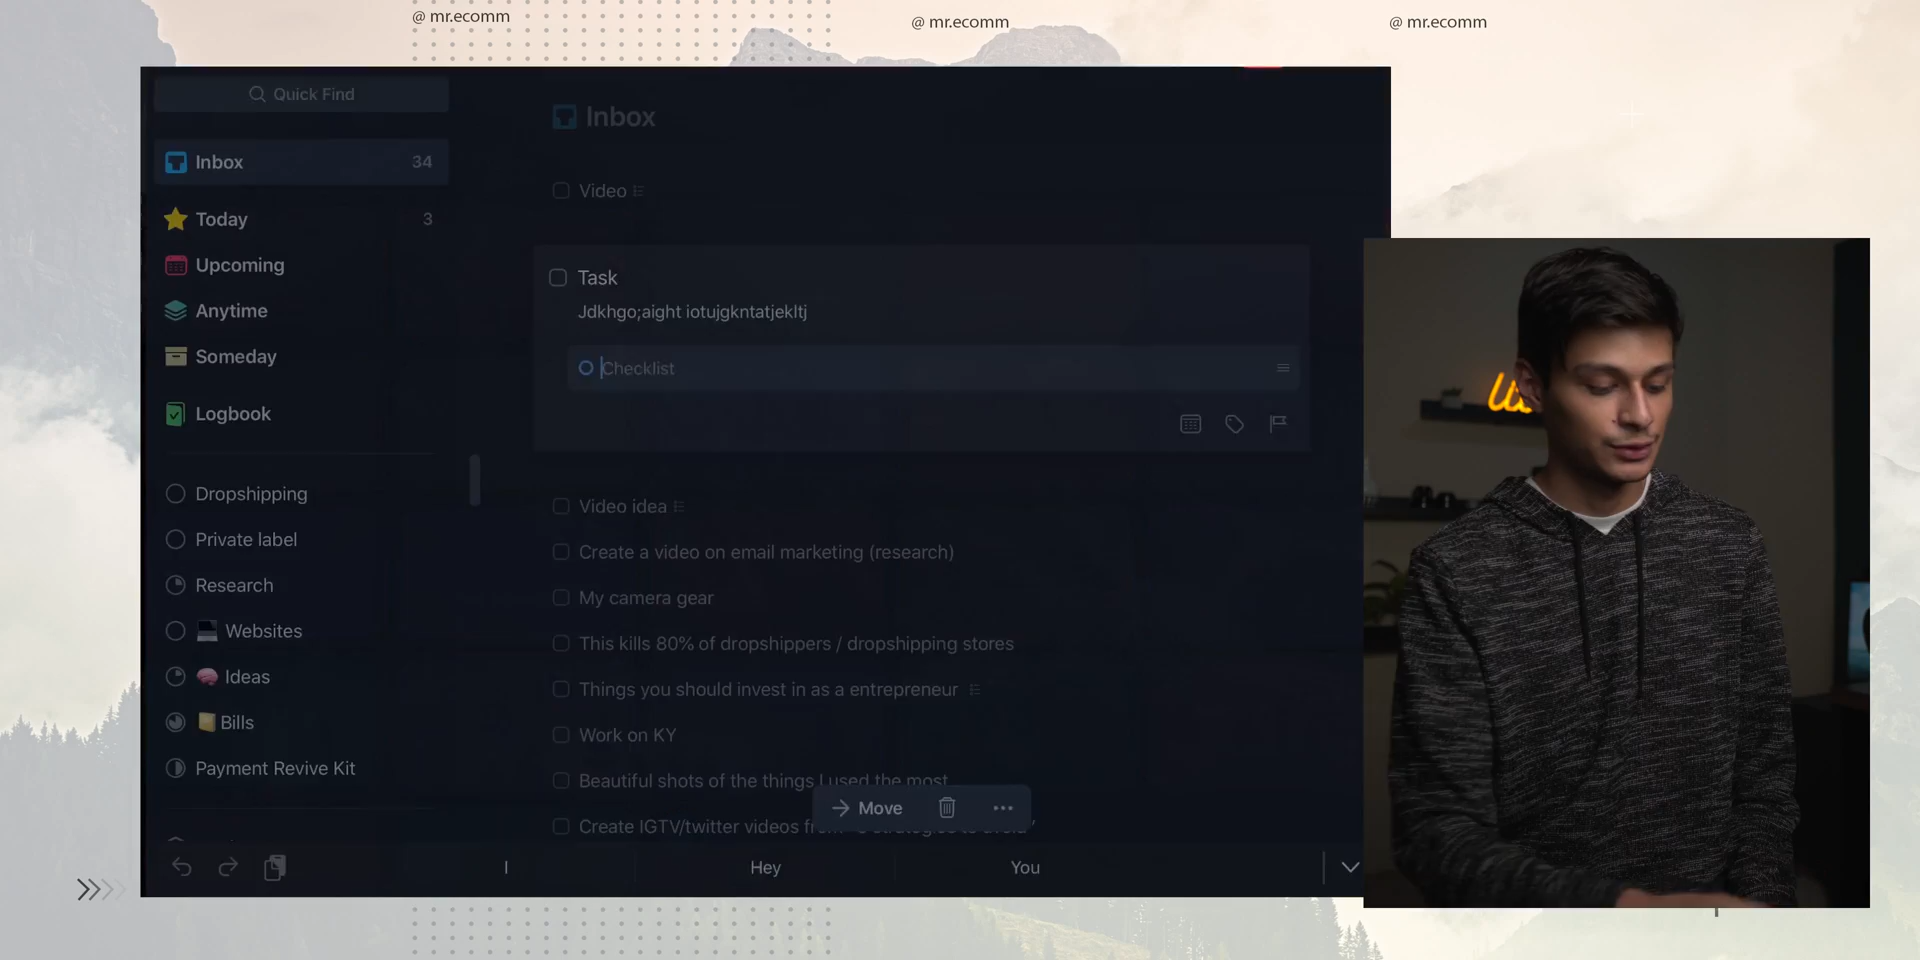 @ mr.ecomm
@ mr.ecomm
@ mr.ecomm
Quick Find
Inbox 34
Today 3
Upcoming
Anytime
Someday
Logbook
Dropshipping
Private label
Research
Websites
Ideas
Bills
Payment Revive Kit
Inbox
Video
Task
Jdkhgo;aight iotujgkntatjekltj
Checklist
Video idea
Create a video on email marketing (research)
My camera gear
This kills 80% of dropshippers / dropshipping stores
Things you should invest in as a entrepreneur
Work on KY
Beautiful shots of the things I used the most
Move
Create IGTV/twitter videos
I Hey You